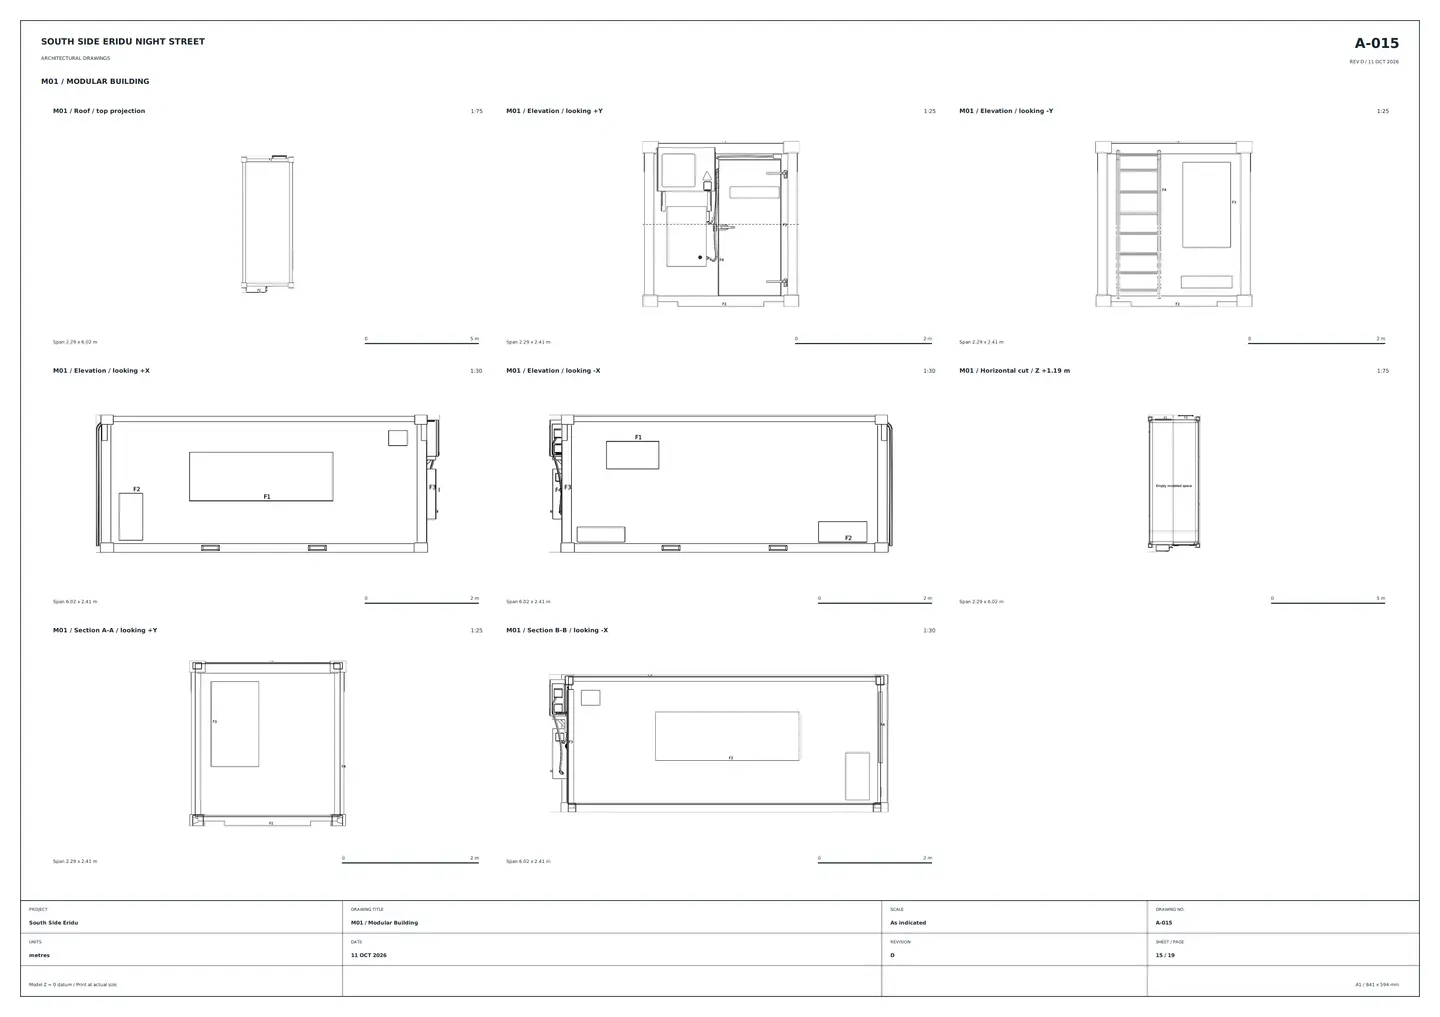 SOUTH SIDE ERIDU NIGHT STREET
A-015
ARCHITECTURAL DRAWINGS
REV D / 11 OCT 2026
M01 / MODULAR BUILDING
M01 / Roof / top projection
1:75
M01 / Elevation / looking +Y
1:25
M01 / Elevation / looking -Y
1:25
F2
F2
F4
F3
F2
Span 2.29 x 6.02 m
0
5 m
Span 2.29 x 2.41 m
0
2 m
Span 2.29 x 2.41 m
0
2 m
M01 / Elevation / looking +X
1:30
M01 / Elevation / looking -X
1:30
M01 / Horizontal cut / Z +1.19 m
1:75
F2
F1
F3
F1
F3
F2
Empty modeled space
Span 6.02 x 2.41 m
0
2 m
Span 6.02 x 2.41 m
0
2 m
Span 2.29 x 6.02 m
0
5 m
M01 / Section A-A / looking +Y
1:25
M01 / Section B-B / looking -X
1:30
F2
F2
Span 2.29 x 2.41 m
0
2 m
Span 6.02 x 2.41 m
0
2 m
PROJECT
DRAWING TITLE
SCALE
DRAWING NO.
South Side Eridu
M01 / Modular Building
As indicated
A-015
UNITS
DATE
REVISION
SHEET / PAGE
metres
11 OCT 2026
D
15 / 19
Model Z = 0 datum / Print at actual size
A1 / 841 x 594 mm